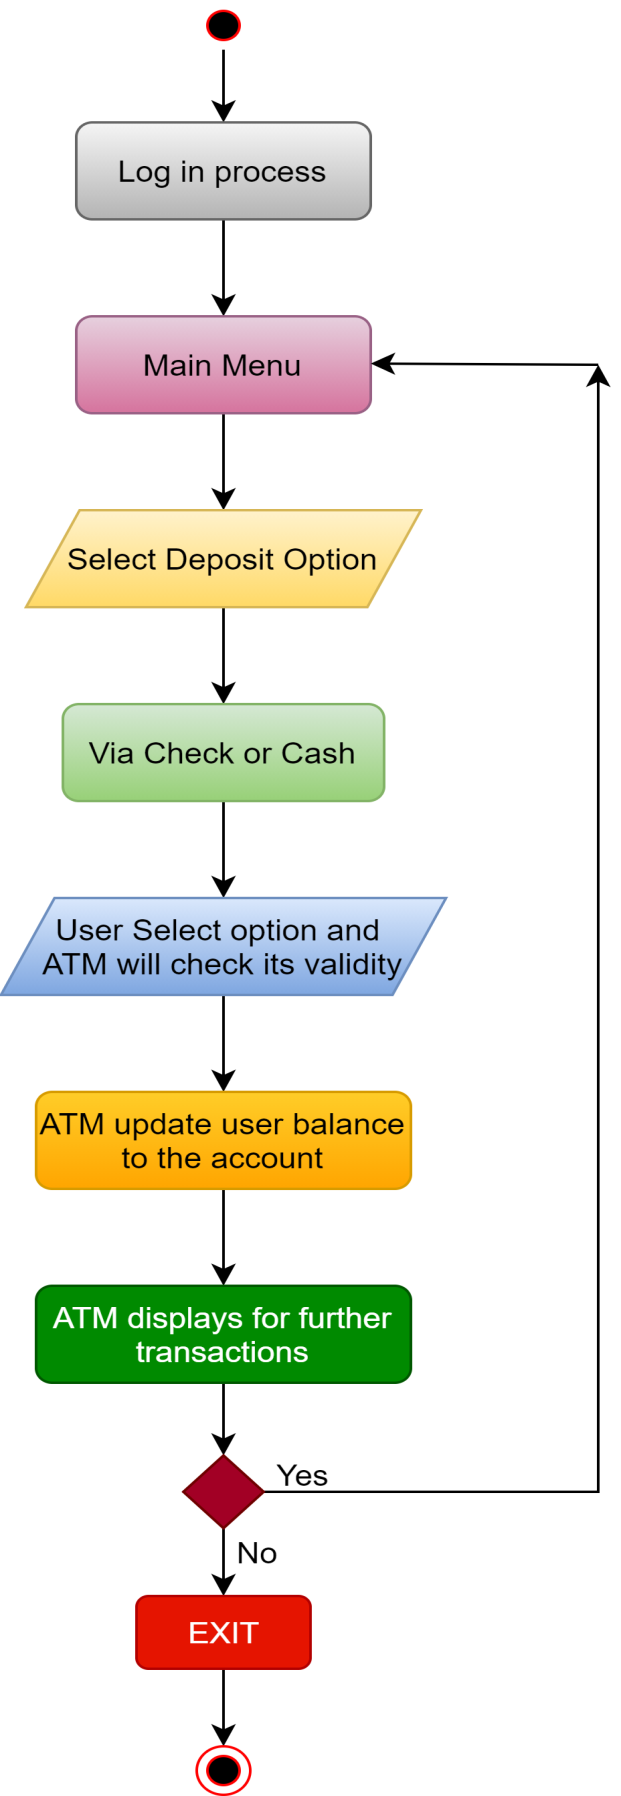 Log in process
Main Menu
Select Deposit Option
Via Check or Cash
User Select option and
ATM will check its validity
ATM update user balance
to the account
ATM displays for further
transactions
Yes
No
EXIT